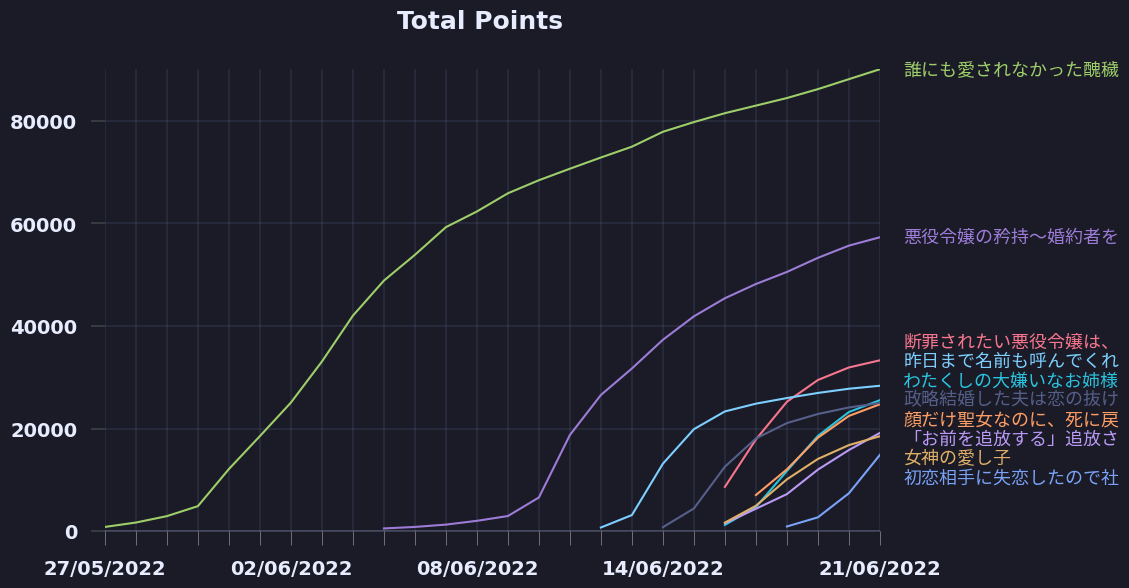 Total Points
誰にも愛されなかった醜穢
80000
60000
悪役令嬢の矜持～婚約者を
40000
断罪されたい悪役令嬢は、
昨日まで名前も呼んでくれ
わたくしの大嫌いなお姉様
政略結婚した夫は恋の抜け
20000
顔だけ聖女なのに、死に戻
「お前を追放する」追放さ
女神の愛し子
初恋相手に失恋したので社
0
27/05/2022
02/06/2022
08/06/2022
14/06/2022
21/06/2022